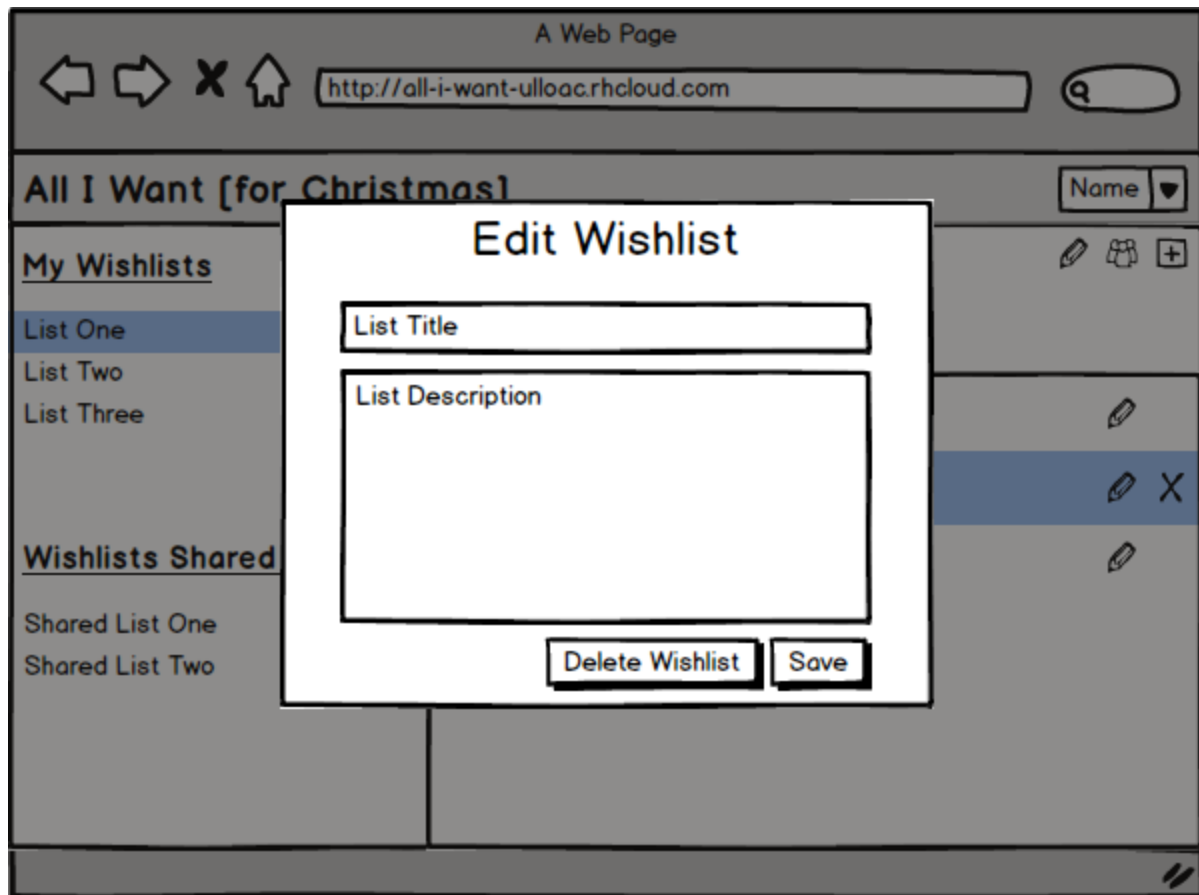 A Web Page
http://all-i-want-ulloac.rhcloud.com
All I Want [for Christmas]
Name
My Wishlists
List One
List Two
List Three
Wishlists Shared
Shared List One
Shared List Two
Edit Wishlist
List Title
List Description
Delete Wishlist
Save